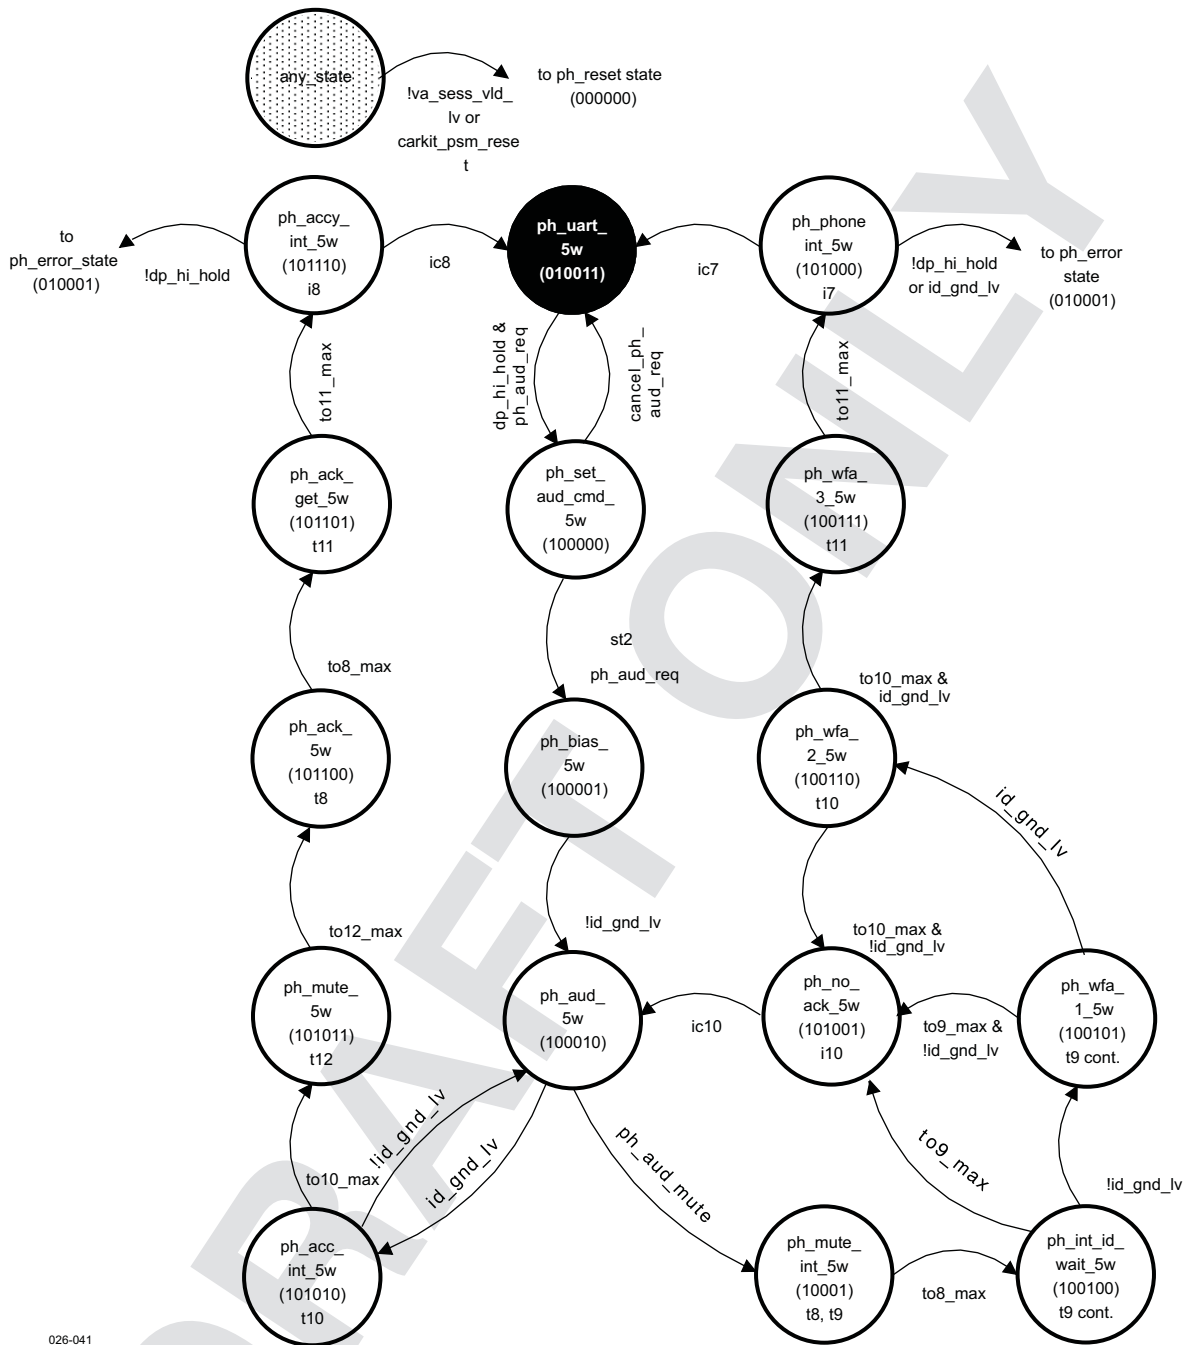 any_state
!va_sess_vld_
lv or
carkit_psm_rese
t
to ph_reset state
(000000)
to
ph_error_state
(010001)
!dp_hi_hold
ph_accy_
int_5w
(101110)
i8
ic8
ph_uart_
5w
(010011)
ic7
ph_phone
int_5w
(101000)
i7
!dp_hi_hold
or id_gnd_lv
to ph_error
state
(010001)
to11_max
dp_hi_hold &
ph_aud_req
cancel_ph_
aud_req
to11_max
ph_ack_
get_5w
(101101)
t11
ph_set_
aud_cmd_
5w
(100000)
ph_wfa_
3_5w
(100111)
t11
to8_max
st2
ph_aud_req
to10_max &
id_gnd_lv
ph_ack_
5w
(101100)
t8
ph_bias_
5w
(100001)
ph_wfa_
2_5w
(100110)
t10
id_gnd_lv
to12_max
!id_gnd_lv
to10_max &
!id_gnd_lv
ph_mute_
5w
(101011)
t12
ph_aud_
5w
(100010)
ic10
ph_no_
ack_5w
(101001)
i10
to9_max &
!id_gnd_lv
ph_wfa_
1_5w
(100101)
t9 cont.
to10_max
!id_gnd_lv
id_gnd_lv
ph_aud_mute
to9_max
!id_gnd_lv
ph_acc_
int_5w
(101010)
t10
ph_mute_
int_5w
(10001)
t8, t9
to8_max
ph_int_id_
wait_5w
(100100)
t9 cont.
026-041
DRAFT ONLY